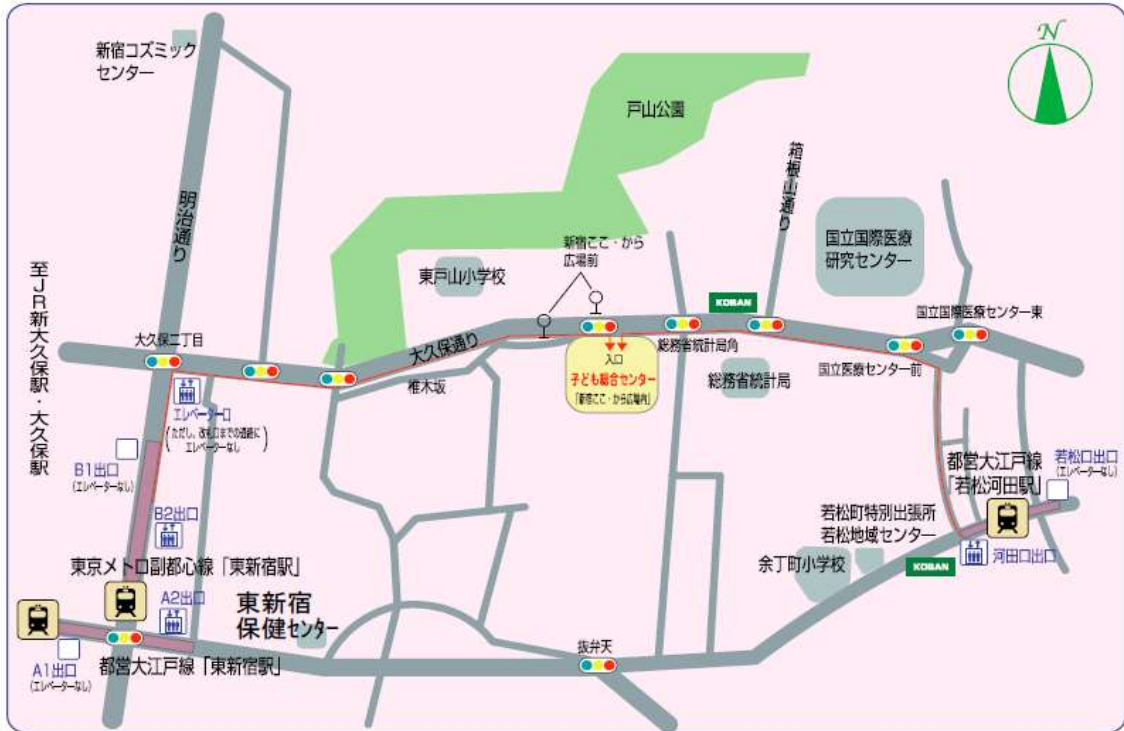 N
新宿コズミック
センター
戸山公園
明治通り
箱根山通り
新宿ここ・から
広場前
国立国際医療
研究センター
東戸山小学校
至JR新大久保駅・大久保駅
KOBAN
国立国際医療センター東
大久保二丁目
大久保通り
総務省統計局角
入口
子ども総合センター
「新宿ここ・から広場内」
椎木坂
総務省統計局
国立医療センター前
エレベーター口
(ただし、改札口までの通路に
エレベーターなし)
B1出口
(エレベーターなし)
若松口出口
(エレベーターなし)
都営大江戸線
「若松河田駅」
B2出口
若松町特別出張所
若松地域センター
東京メトロ副都心線「東新宿駅」
余丁町小学校
KOBAN
河田口出口
A2出口
東新宿
保健センター
抜弁天
A1出口
(エレベーターなし)
都営大江戸線「東新宿駅」